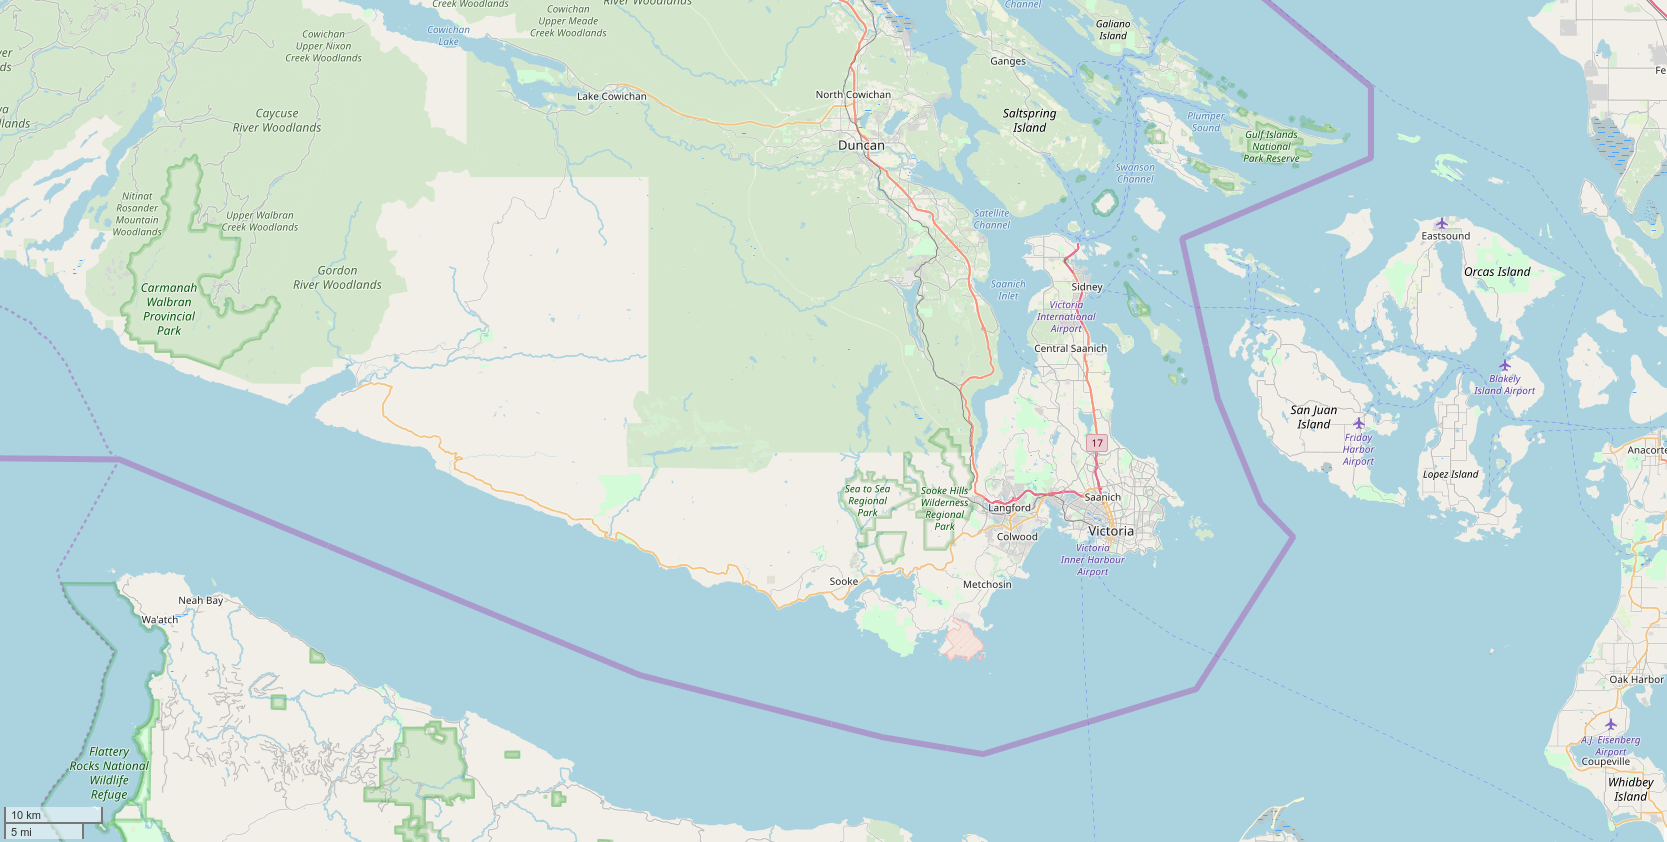 Creek Woodlands
Cowichan
Upper Meade
Creek Woodlands
River Woodlands
Channel
Cowichan
Lake
Cowichan
Upper Nixon
Creek Woodlands
Galiano
Island
Ganges
Lake Cowichan
North Cowichan
Fe
ver
ds
va
lands
Caycuse
River Woodlands
Saltspring
Island
Plumper
Sound
Gulf Islands
National
Park Reserve
Duncan
Swanson
Channel
Nitinat
Rosander
Mountain
Woodlands
Upper Walbran
Creek Woodlands
Satellite
Channel
Eastsound
Orcas Island
Gordon
River Woodlands
Carmanah
Walbran
Provincial
Park
Saanich
Inlet
Sidney
Victoria
International
Airport
Central Saanich
Blakely
Island Airport
San Juan
Island
Friday
Harbor
Airport
17
Anacorte
Lopez Island
Sea to Sea
Regional
Park
Sooke Hills
Wilderness
Regional
Park
Saanich
Langford
Victoria
Colwood
Victoria
Inner Harbour
Airport
Sooke
Metchosin
Neah Bay
Wa'atch
Oak Harbor
Flattery
Rocks National
Wildlife
Refuge
A.J. Eisenberg
Airport
Coupeville
Whidbey
Island
10 km
5 mi